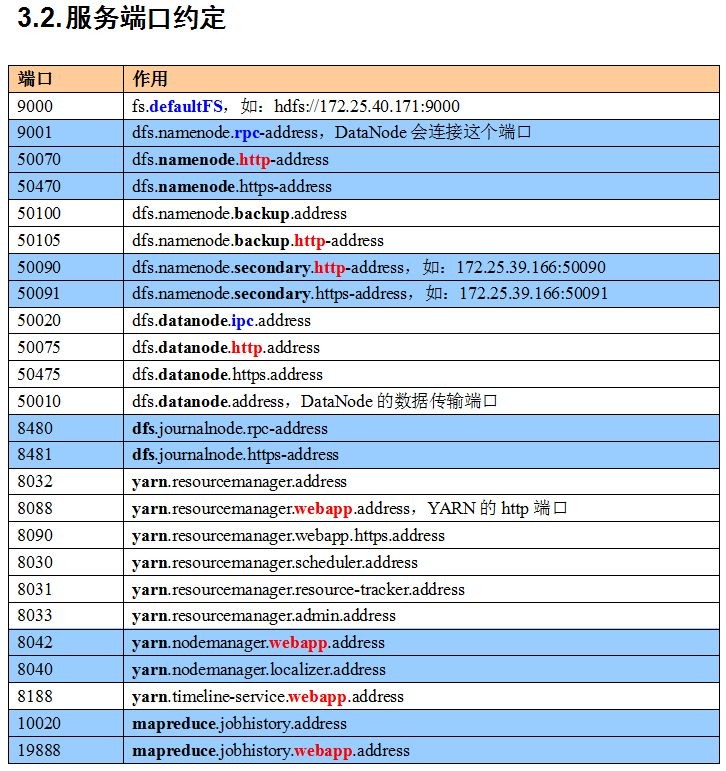 3.2.服务端口约定
端口 作用
9000 fs.defaultFS，如：hdfs://172.25.40.171:9000
9001 dfs.namenode.rpc-address，DataNode 会连接这个端口
50070 dfs.namenode.http-address
50470 dfs.namenode.https-address
50100 dfs.namenode.backup.address
50105 dfs.namenode.backup.http-address
50090 dfs.namenode.secondary.http-address，如：172.25.39.166:50090
50091 dfs.namenode.secondary.https-address，如：172.25.39.166:50091
50020 dfs.datanode.ipc.address
50075 dfs.datanode.http.address
50475 dfs.datanode.https.address
50010 dfs.datanode.address，DataNode 的数据传输端口
8480 dfs.journalnode.rpc-address
8481 dfs.journalnode.https-address
8032 yarn.resourcemanager.address
8088 yarn.resourcemanager.webapp.address，YARN 的 http 端口
8090 yarn.resourcemanager.webapp.https.address
8030 yarn.resourcemanager.scheduler.address
8031 yarn.resourcemanager.resource-tracker.address
8033 yarn.resourcemanager.admin.address
8042 yarn.nodemanager.webapp.address
8040 yarn.nodemanager.localizer.address
8188 yarn.timeline-service.webapp.address
10020 mapreduce.jobhistory.address
19888 mapreduce.jobhistory.webapp.address